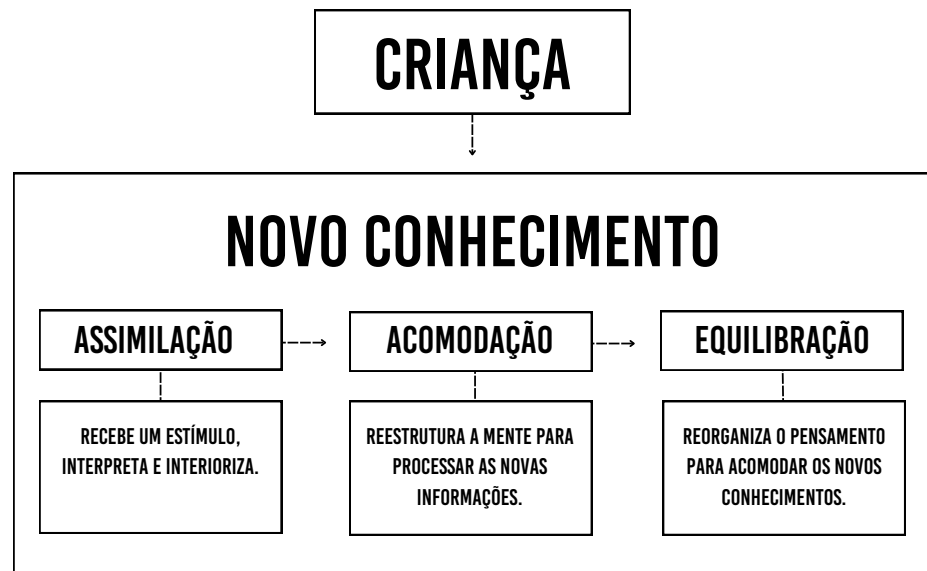 CRIANÇA
NOVO CONHECIMENTO
ASSIMILAÇÃO
ACOMODAÇÃO
EQUILIBRAÇÃO
RECEBE UM ESTÍMULO,
INTERPRETA E INTERIORIZA.
REESTRUTURA A MENTE PARA
PROCESSAR AS NOVAS
INFORMAÇÕES.
REORGANIZA O PENSAMENTO
PARA ACOMODAR OS NOVOS
CONHECIMENTOS.